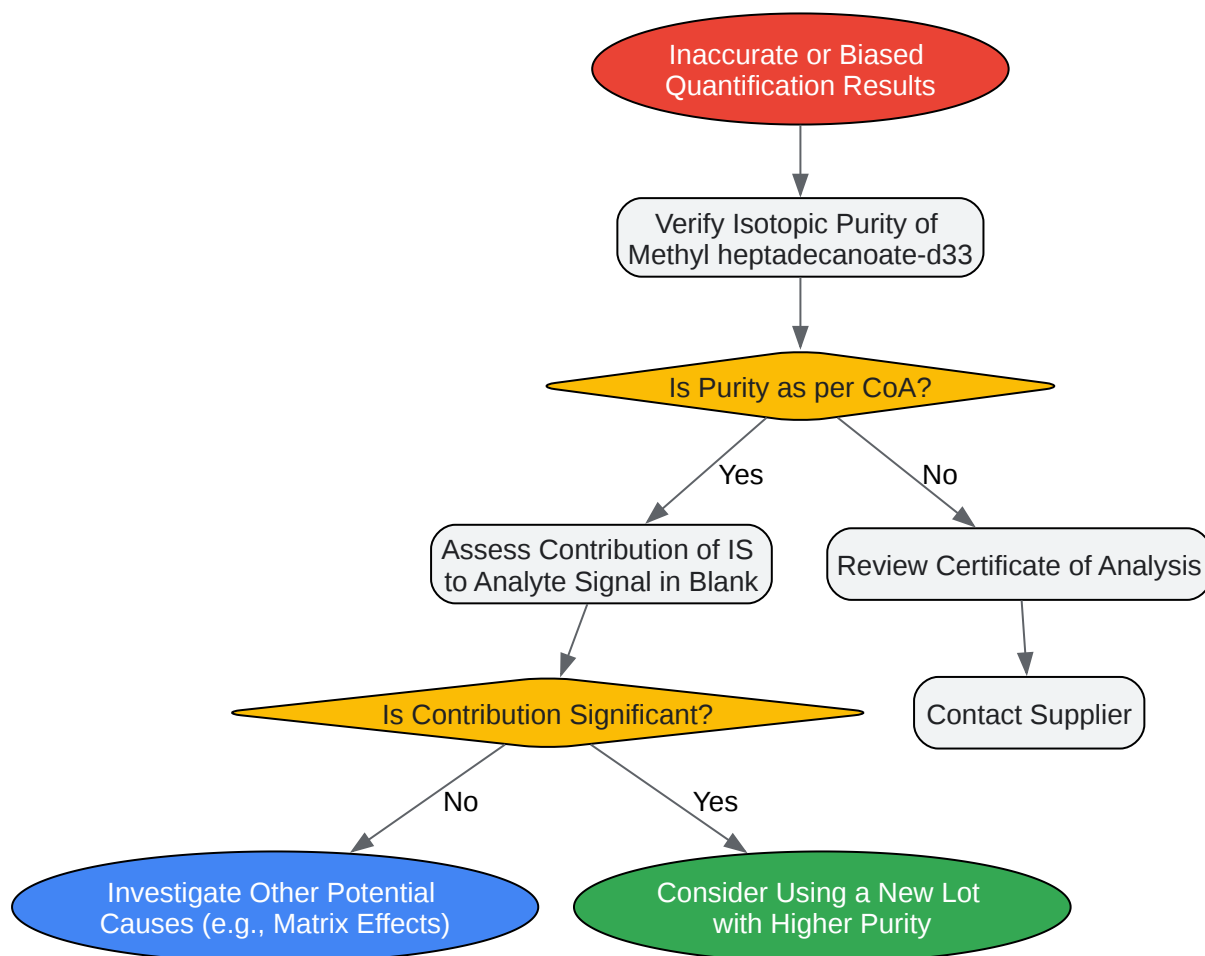 Inaccurate or Biased
Quantification Results
Verify Isotopic Purity of
Methyl heptadecanoate-d33
Is Purity as per CoA?
Yes
No
Assess Contribution of IS
to Analyte Signal in Blank
Review Certificate of Analysis
Is Contribution Significant?
Contact Supplier
No
Yes
Investigate Other Potential
Causes (e.g., Matrix Effects)
Consider Using a New Lot
with Higher Purity